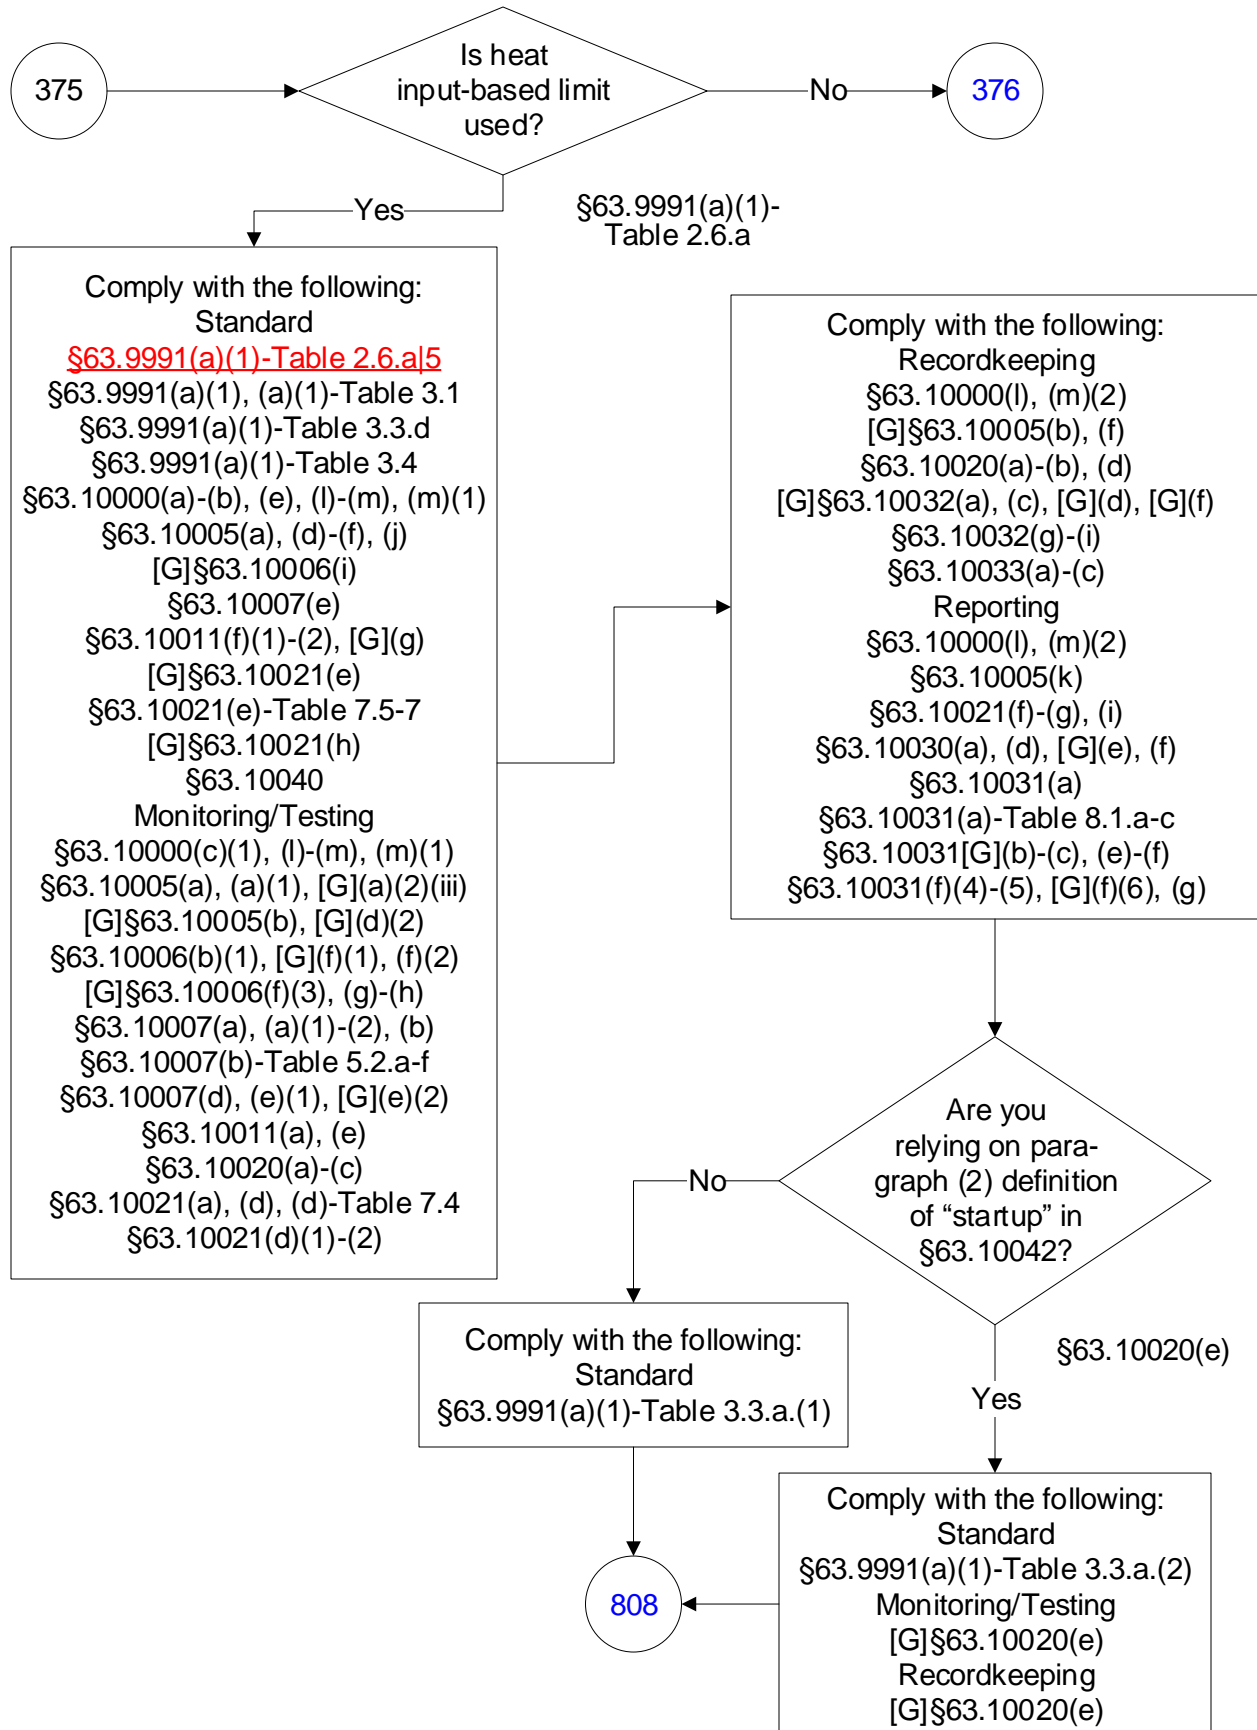 375
Is heat
input-based limit
used?
No
376
Yes
§63.9991(a)(1)-
Table 2.6.a
Comply with the following:
Standard
§63.9991(a)(1)-Table 2.6.a|5
§63.9991(a)(1), (a)(1)-Table 3.1
§63.9991(a)(1)-Table 3.3.d
§63.9991(a)(1)-Table 3.4
§63.10000(a)-(b), (e), (l)-(m), (m)(1)
§63.10005(a), (d)-(f), (j)
[G]§63.10006(i)
§63.10007(e)
§63.10011(f)(1)-(2), [G](g)
[G]§63.10021(e)
§63.10021(e)-Table 7.5-7
[G]§63.10021(h)
§63.10040
Monitoring/Testing
§63.10000(c)(1), (l)-(m), (m)(1)
§63.10005(a), (a)(1), [G](a)(2)(iii)
[G]§63.10005(b), [G](d)(2)
§63.10006(b)(1), [G](f)(1), (f)(2)
[G]§63.10006(f)(3), (g)-(h)
§63.10007(a), (a)(1)-(2), (b)
§63.10007(b)-Table 5.2.a-f
§63.10007(d), (e)(1), [G](e)(2)
§63.10011(a), (e)
§63.10020(a)-(c)
§63.10021(a), (d), (d)-Table 7.4
§63.10021(d)(1)-(2)
Comply with the following:
Recordkeeping
§63.10000(l), (m)(2)
[G]§63.10005(b), (f)
§63.10020(a)-(b), (d)
[G]§63.10032(a), (c), [G](d), [G](f)
§63.10032(g)-(i)
§63.10033(a)-(c)
Reporting
§63.10000(l), (m)(2)
§63.10005(k)
§63.10021(f)-(g), (i)
§63.10030(a), (d), [G](e), (f)
§63.10031(a)
§63.10031(a)-Table 8.1.a-c
§63.10031[G](b)-(c), (e)-(f)
§63.10031(f)(4)-(5), [G](f)(6), (g)
Are you
relying on para-
graph (2) definition
of “startup” in
§63.10042?
No
Comply with the following:
Standard
§63.9991(a)(1)-Table 3.3.a.(1)
§63.10020(e)
Yes
Comply with the following:
Standard
§63.9991(a)(1)-Table 3.3.a.(2)
Monitoring/Testing
[G]§63.10020(e)
Recordkeeping
[G]§63.10020(e)
808